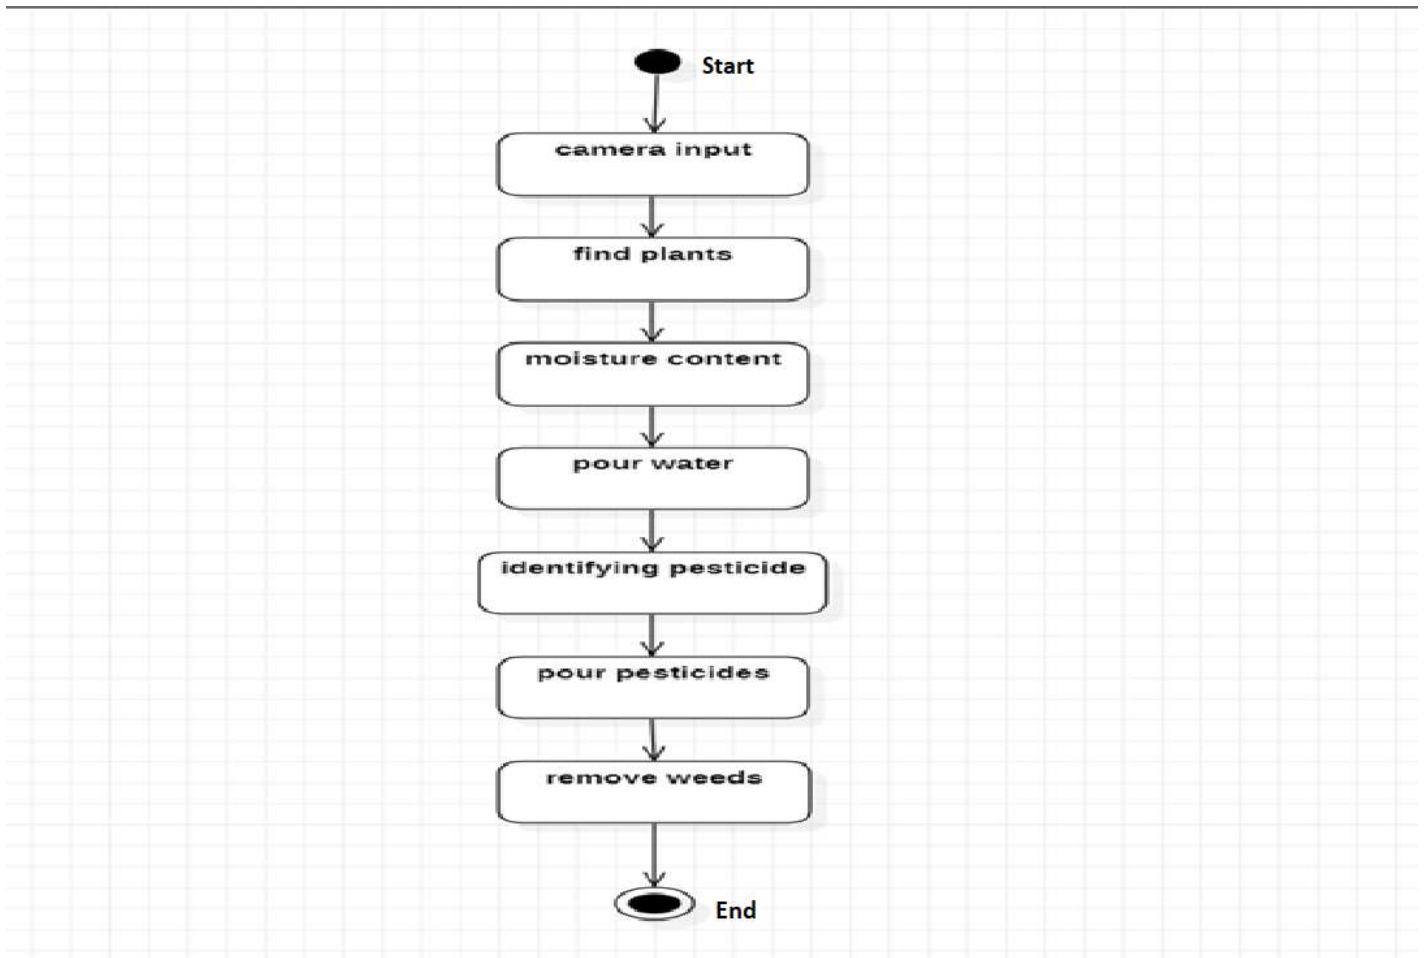 Start
camera input
find plants
moisture content
pour water
identifying pesticide
pour pesticides
remove weeds
End